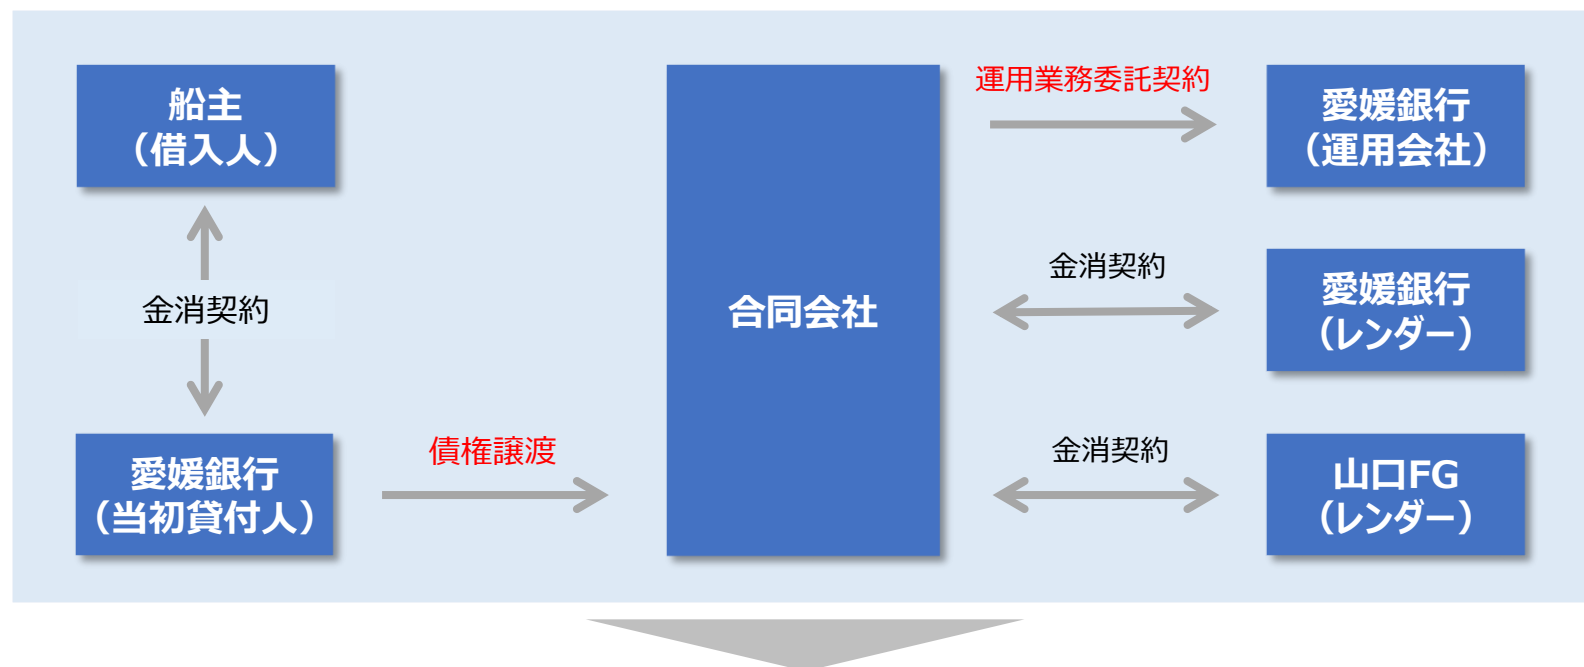 船主
（借入人）
金消契約
愛媛銀行
（当初貸付人）
債権譲渡
合同会社
運用業務委託契約
愛媛銀行
（運用会社）
金消契約
愛媛銀行
（レンダー）
金消契約
山口FG
（レンダー）